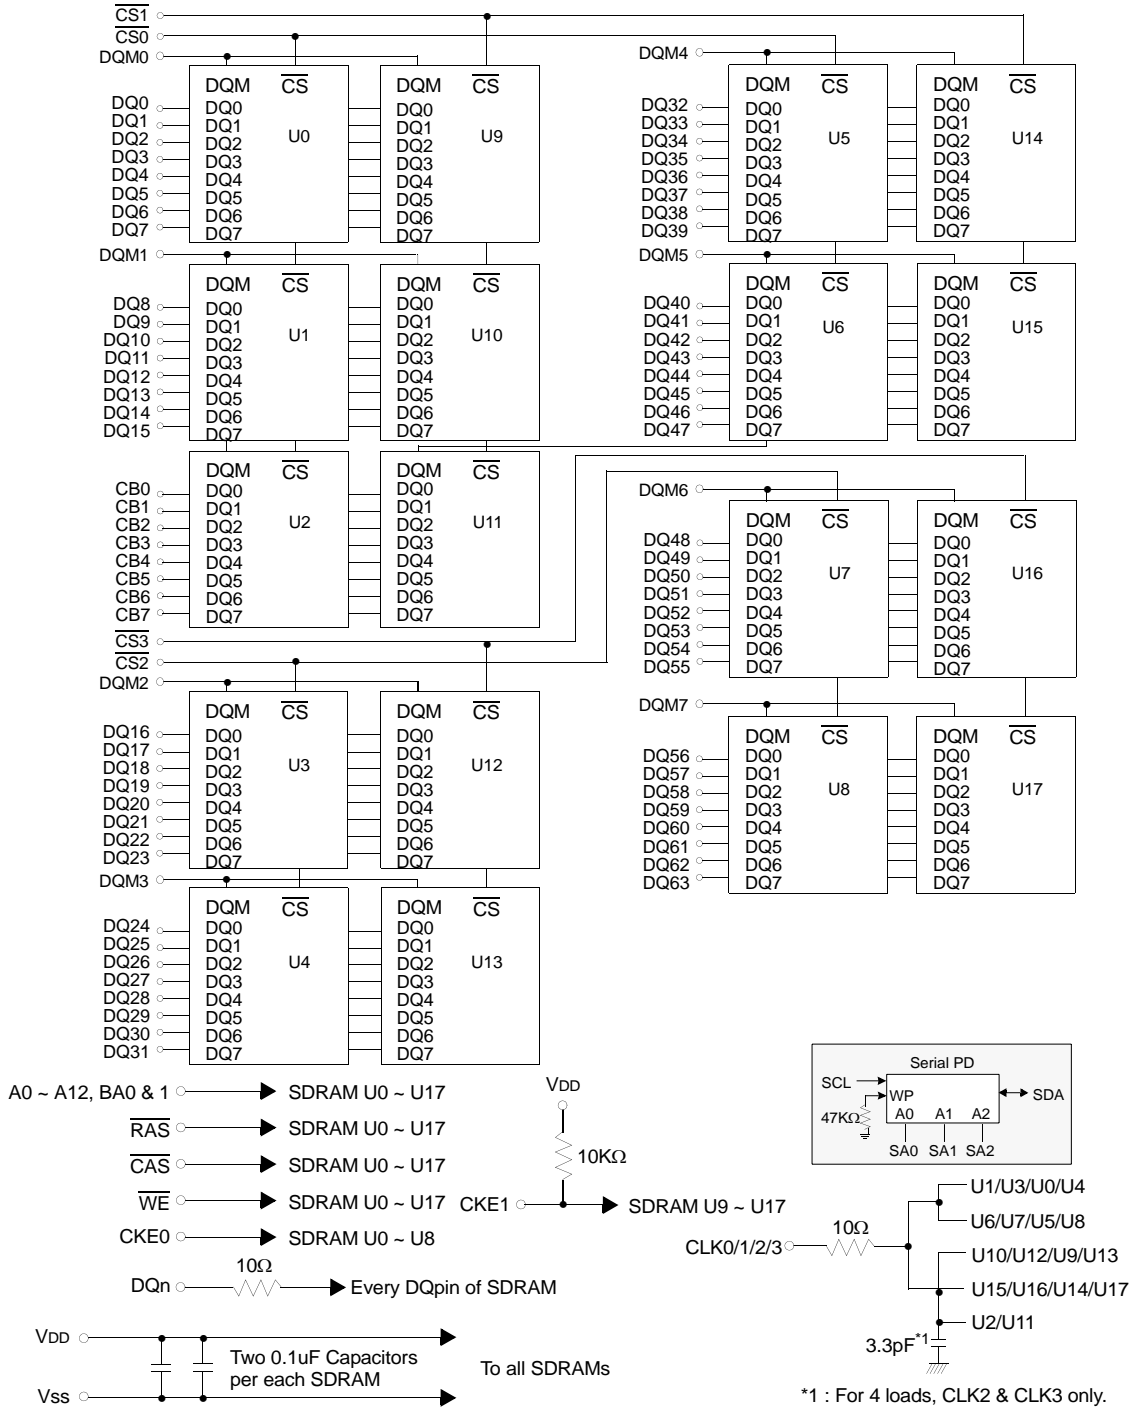 CS1
CS0
DQM0
DQM CS
DQ0 DQ0
DQ1 DQ1
DQ2 DQ2
DQ3 DQ3
DQ4 DQ4
DQ5 DQ5
DQ6 DQ6
DQ7 DQ7
U0
DQM CS
DQ0
DQ1
DQ2
DQ3
DQ4
DQ5
DQ6
DQ7
U9
DQM1
DQM CS
DQ8 DQ0
DQ9 DQ1
DQ10 DQ2
DQ11 DQ3
DQ12 DQ4
DQ13 DQ5
DQ14 DQ6
DQ15 DQ7
U1
DQM CS
DQ0
DQ1
DQ2
DQ3
DQ4
DQ5
DQ6
DQ7
U10
DQM CS
CB0 DQ0
CB1 DQ1
CB2 DQ2
CB3 DQ3
CB4 DQ4
CB5 DQ5
CB6 DQ6
CB7 DQ7
U2
DQM CS
DQ0
DQ1
DQ2
DQ3
DQ4
DQ5
DQ6
DQ7
U11
CS3
CS2
DQM2
DQM CS
DQ16 DQ0
DQ17 DQ1
DQ18 DQ2
DQ19 DQ3
DQ20 DQ4
DQ21 DQ5
DQ22 DQ6
DQ23 DQ7
U3
DQM CS
DQ0
DQ1
DQ2
DQ3
DQ4
DQ5
DQ6
DQ7
U12
DQM3
DQM CS
DQ24 DQ0
DQ25 DQ1
DQ26 DQ2
DQ27 DQ3
DQ28 DQ4
DQ29 DQ5
DQ30 DQ6
DQ31 DQ7
U4
DQM CS
DQ0
DQ1
DQ2
DQ3
DQ4
DQ5
DQ6
DQ7
U13
DQM4
DQM CS
DQ32 DQ0
DQ33 DQ1
DQ34 DQ2
DQ35 DQ3
DQ36 DQ4
DQ37 DQ5
DQ38 DQ6
DQ39 DQ7
U5
DQM CS
DQ0
DQ1
DQ2
DQ3
DQ4
DQ5
DQ6
DQ7
U14
DQM5
DQM CS
DQ40 DQ0
DQ41 DQ1
DQ42 DQ2
DQ43 DQ3
DQ44 DQ4
DQ45 DQ5
DQ46 DQ6
DQ47 DQ7
U6
DQM CS
DQ0
DQ1
DQ2
DQ3
DQ4
DQ5
DQ6
DQ7
U15
DQM6
DQM CS
DQ48 DQ0
DQ49 DQ1
DQ50 DQ2
DQ51 DQ3
DQ52 DQ4
DQ53 DQ5
DQ54 DQ6
DQ55 DQ7
U7
DQM CS
DQ0
DQ1
DQ2
DQ3
DQ4
DQ5
DQ6
DQ7
U16
DQM7
DQM CS
DQ56 DQ0
DQ57 DQ1
DQ58 DQ2
DQ59 DQ3
DQ60 DQ4
DQ61 DQ5
DQ62 DQ6
DQ63 DQ7
U8
DQM CS
DQ0
DQ1
DQ2
DQ3
DQ4
DQ5
DQ6
DQ7
U17
A0 ~ A12, BA0 & 1 SDRAM U0 ~ U17
RAS SDRAM U0 ~ U17
CAS SDRAM U0 ~ U17
WE SDRAM U0 ~ U17
CKE0 SDRAM U0 ~ U8
10Ω
DQn Every DQpin of SDRAM
VDD
10KΩ
CKE1 SDRAM U9 ~ U17
Serial PD
SCL
WP
SDA
47KΩ
A0 A1 A2
SA0 SA1 SA2
10Ω
CLK0/1/2/3
U1/U3/U0/U4
U6/U7/U5/U8
U10/U12/U9/U13
U15/U16/U14/U17
U2/U11
3.3pF*1
*1 : For 4 loads, CLK2 & CLK3 only.
VDD
Two 0.1uF Capacitors
per each SDRAM
To all SDRAMs
Vss